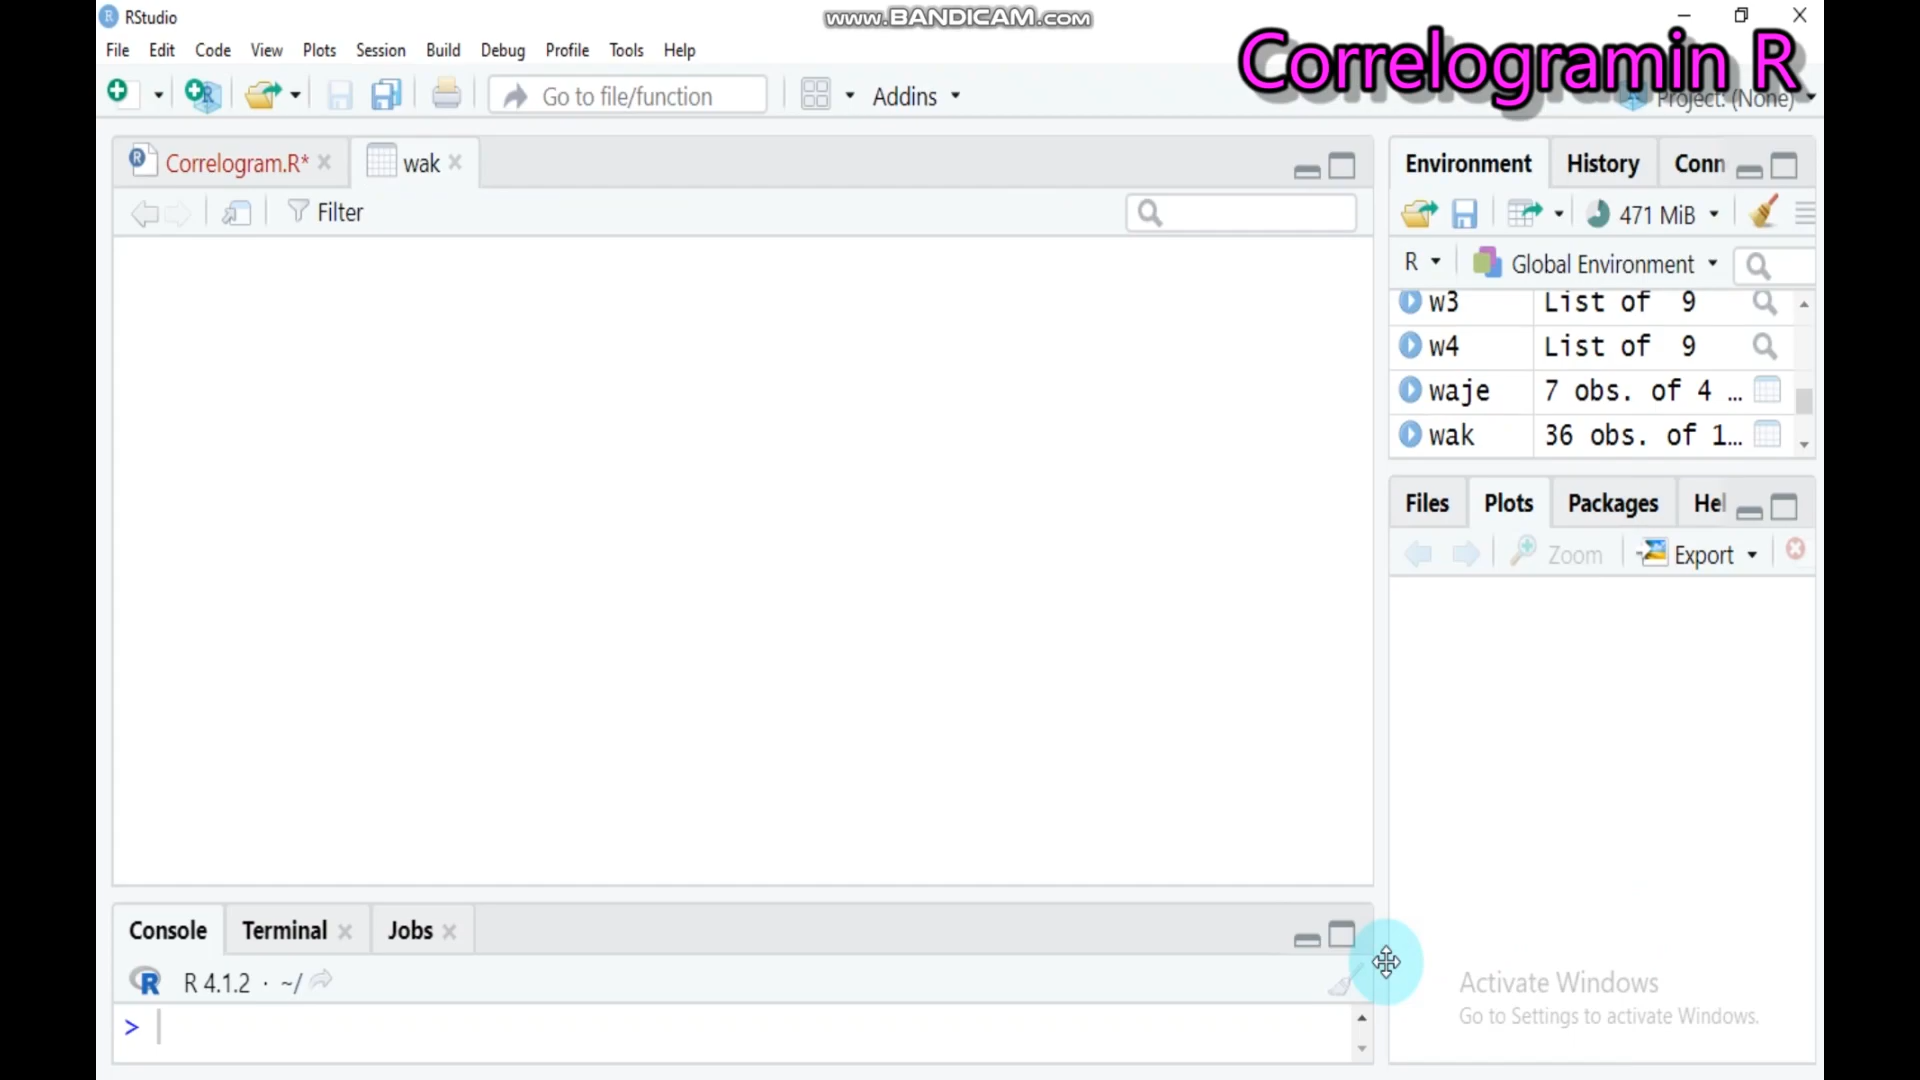 RStudio
www.BANDICAM.com
File Edit Code View Plots Session Build Debug Profile Tools Help
Correlogramin R
Go to file/function
Addins
Project: (None)
Correlogram.R*
wak
Filter
Environment History Conn
471 MiB
R
Global Environment
w3 List of 9
w4 List of 9
waje 7 obs. of 4 ...
wak 36 obs. of 1...
Files Plots Packages Hel
Zoom
Export
Console Terminal Jobs
R 4.1.2 · ~/
>
Activate Windows
Go to Settings to activate Windows.